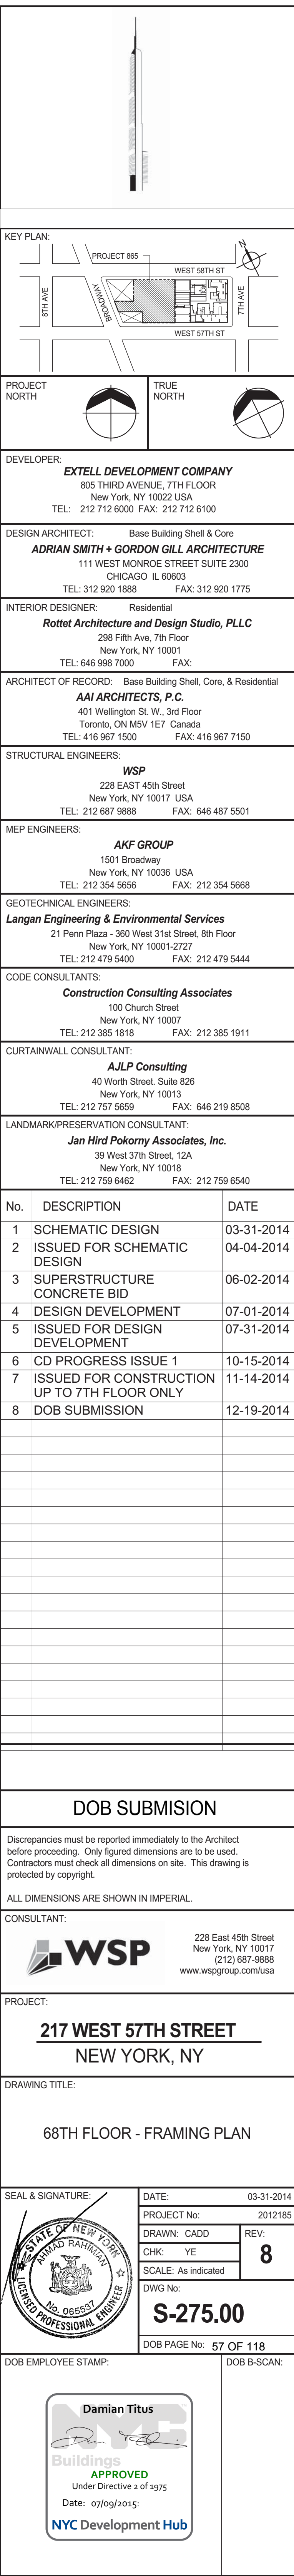 KEY PLAN:
N
PROJECT 865
WEST 58TH ST
8TH AVE
BROADWAY
7TH AVE
WEST 57TH ST
PROJECT
NORTH
TRUE
NORTH
DEVELOPER:
EXTELL DEVELOPMENT COMPANY
805 THIRD AVENUE, 7TH FLOOR
New York, NY 10022 USA
TEL: 212 712 6000 FAX: 212 712 6100
DESIGN ARCHITECT: Base Building Shell & Core
ADRIAN SMITH + GORDON GILL ARCHITECTURE
111 WEST MONROE STREET SUITE 2300
CHICAGO IL 60603
TEL: 312 920 1888 FAX: 312 920 1775
INTERIOR DESIGNER: Residential
Rottet Architecture and Design Studio, PLLC
298 Fifth Ave, 7th Floor
New York, NY 10001
TEL: 646 998 7000 FAX:
ARCHITECT OF RECORD: Base Building Shell, Core, & Residential
AAI ARCHITECTS, P.C.
401 Wellington St. W., 3rd Floor
Toronto, ON M5V 1E7 Canada
TEL: 416 967 1500 FAX: 416 967 7150
STRUCTURAL ENGINEERS:
WSP
228 EAST 45th Street
New York, NY 10017 USA
TEL: 212 687 9888 FAX: 646 487 5501
MEP ENGINEERS:
AKF GROUP
1501 Broadway
New York, NY 10036 USA
TEL: 212 354 5656 FAX: 212 354 5668
GEOTECHNICAL ENGINEERS:
Langan Engineering & Environmental Services
21 Penn Plaza - 360 West 31st Street, 8th Floor
New York, NY 10001-2727
TEL: 212 479 5400 FAX: 212 479 5444
CODE CONSULTANTS:
Construction Consulting Associates
100 Church Street
New York, NY 10007
TEL: 212 385 1818 FAX: 212 385 1911
CURTAINWALL CONSULTANT:
AJLP Consulting
40 Worth Street. Suite 826
New York, NY 10013
TEL: 212 757 5659 FAX: 646 219 8508
LANDMARK/PRESERVATION CONSULTANT:
Jan Hird Pokorny Associates, Inc.
39 West 37th Street, 12A
New York, NY 10018
TEL: 212 759 6462 FAX: 212 759 6540
No. DESCRIPTION DATE
1 SCHEMATIC DESIGN 03-31-2014
2 ISSUED FOR SCHEMATIC 04-04-2014
DESIGN
3 SUPERSTRUCTURE 06-02-2014
CONCRETE BID
4 DESIGN DEVELOPMENT 07-01-2014
5 ISSUED FOR DESIGN 07-31-2014
DEVELOPMENT
6 CD PROGRESS ISSUE 1 10-15-2014
7 ISSUED FOR CONSTRUCTION 11-14-2014
UP TO 7TH FLOOR ONLY
8 DOB SUBMISSION 12-19-2014
DOB SUBMISION
Discrepancies must be reported immediately to the Architect
before proceeding. Only figured dimensions are to be used.
Contractors must check all dimensions on site. This drawing is
protected by copyright.
ALL DIMENSIONS ARE SHOWN IN IMPERIAL.
CONSULTANT:
WSP
228 East 45th Street
New York, NY 10017
(212) 687-9888
www.wspgroup.com/usa
PROJECT:
217 WEST 57TH STREET
NEW YORK, NY
DRAWING TITLE:
68TH FLOOR - FRAMING PLAN
SEAL & SIGNATURE:
STATE OF NEW YORK
AHMAD RAHIMIAN
No. 065537
LICENSED PROFESSIONAL ENGINEER
DATE: 03-31-2014
PROJECT No: 2012185
DRAWN: CADD
CHK: YE
SCALE: As indicated
REV:
8
DWG No:
S-275.00
DOB PAGE No: 57 OF 118
DOB EMPLOYEE STAMP:
DOB B-SCAN:
NYC
Damian Titus
Buildings
APPROVED
Under Directive 2 of 1975
Date: 07/09/2015:
NYC Development Hub